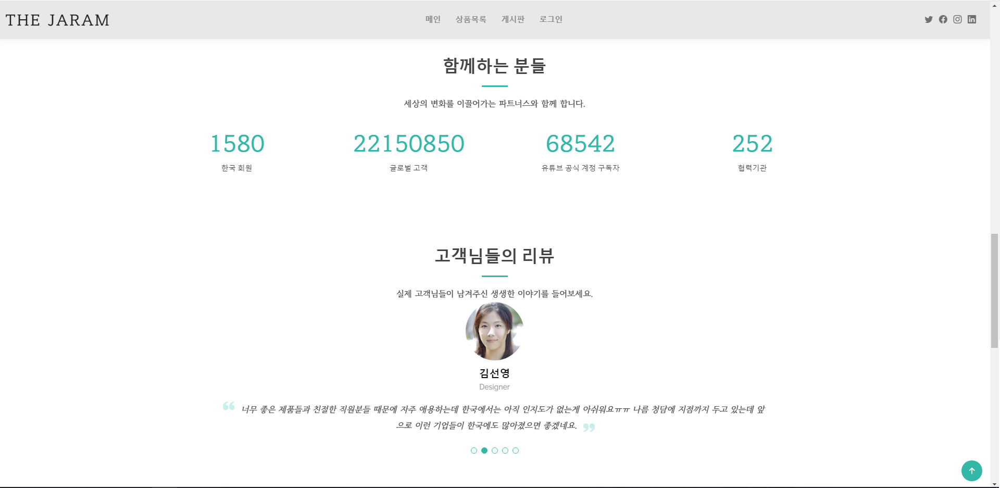 THE JARAM
메인 상품목록 게시판 로그인
함께하는 분들
세상의 변화를 이끌어가는 파트너스와 함께 합니다.
1580 22150850 68542 252
한국 회원 글로벌 고객 유튜브 공식 계정 구독자 협력기관
고객님들의 리뷰
실제 고객님들이 남겨주신 생생한 이야기를 들어보세요.
김선영
Designer
“ 너무 좋은 제품들과 친절한 직원분들 때문에 자주 애용하는데 한국에서는 아직 인지도가 없는게 아쉬워요ㅠㅠ 나름 청담에 지점까지 두고 있는데 앞
으로 이런 기업들이 한국에도 많아졌으면 좋겠네요. ”